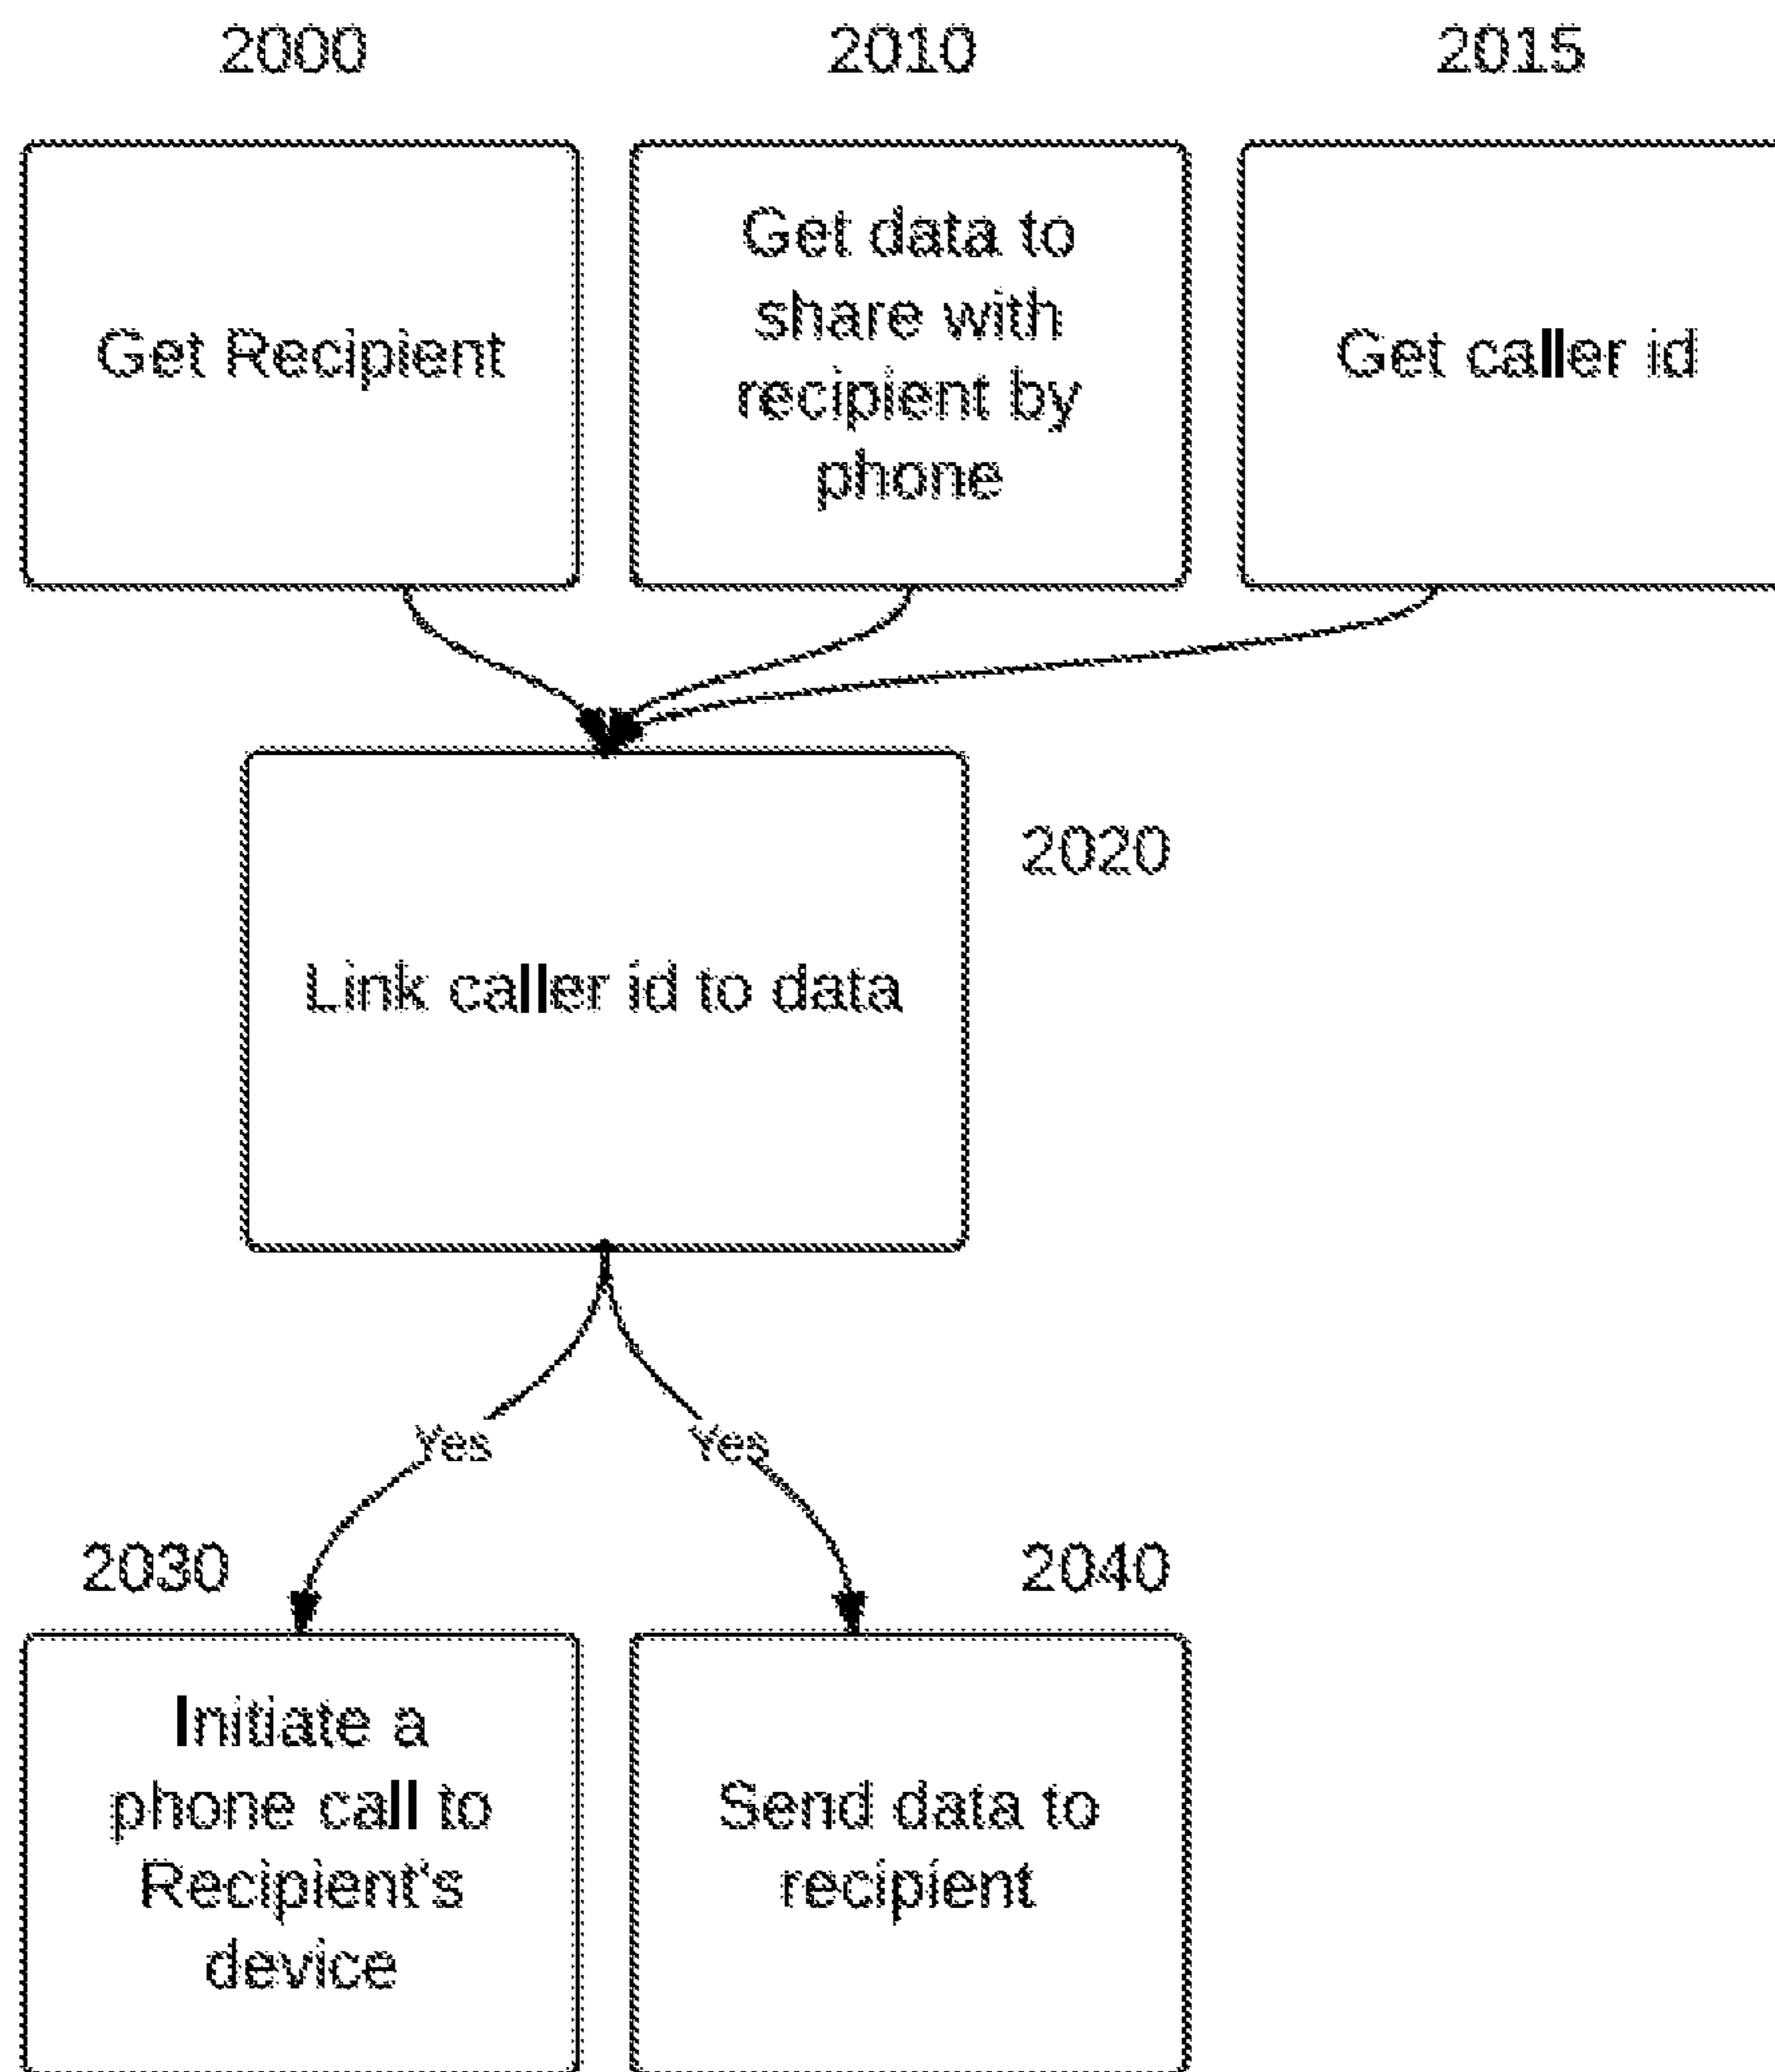 2000
2010
2015
Get Recipient
Get data to
share with
recipient by
phone
Get caller id
2020
Link caller id to data
Yes
Yes
2030
2040
Initiate a
phone call to
Recipient's
device
Send data to
recipient